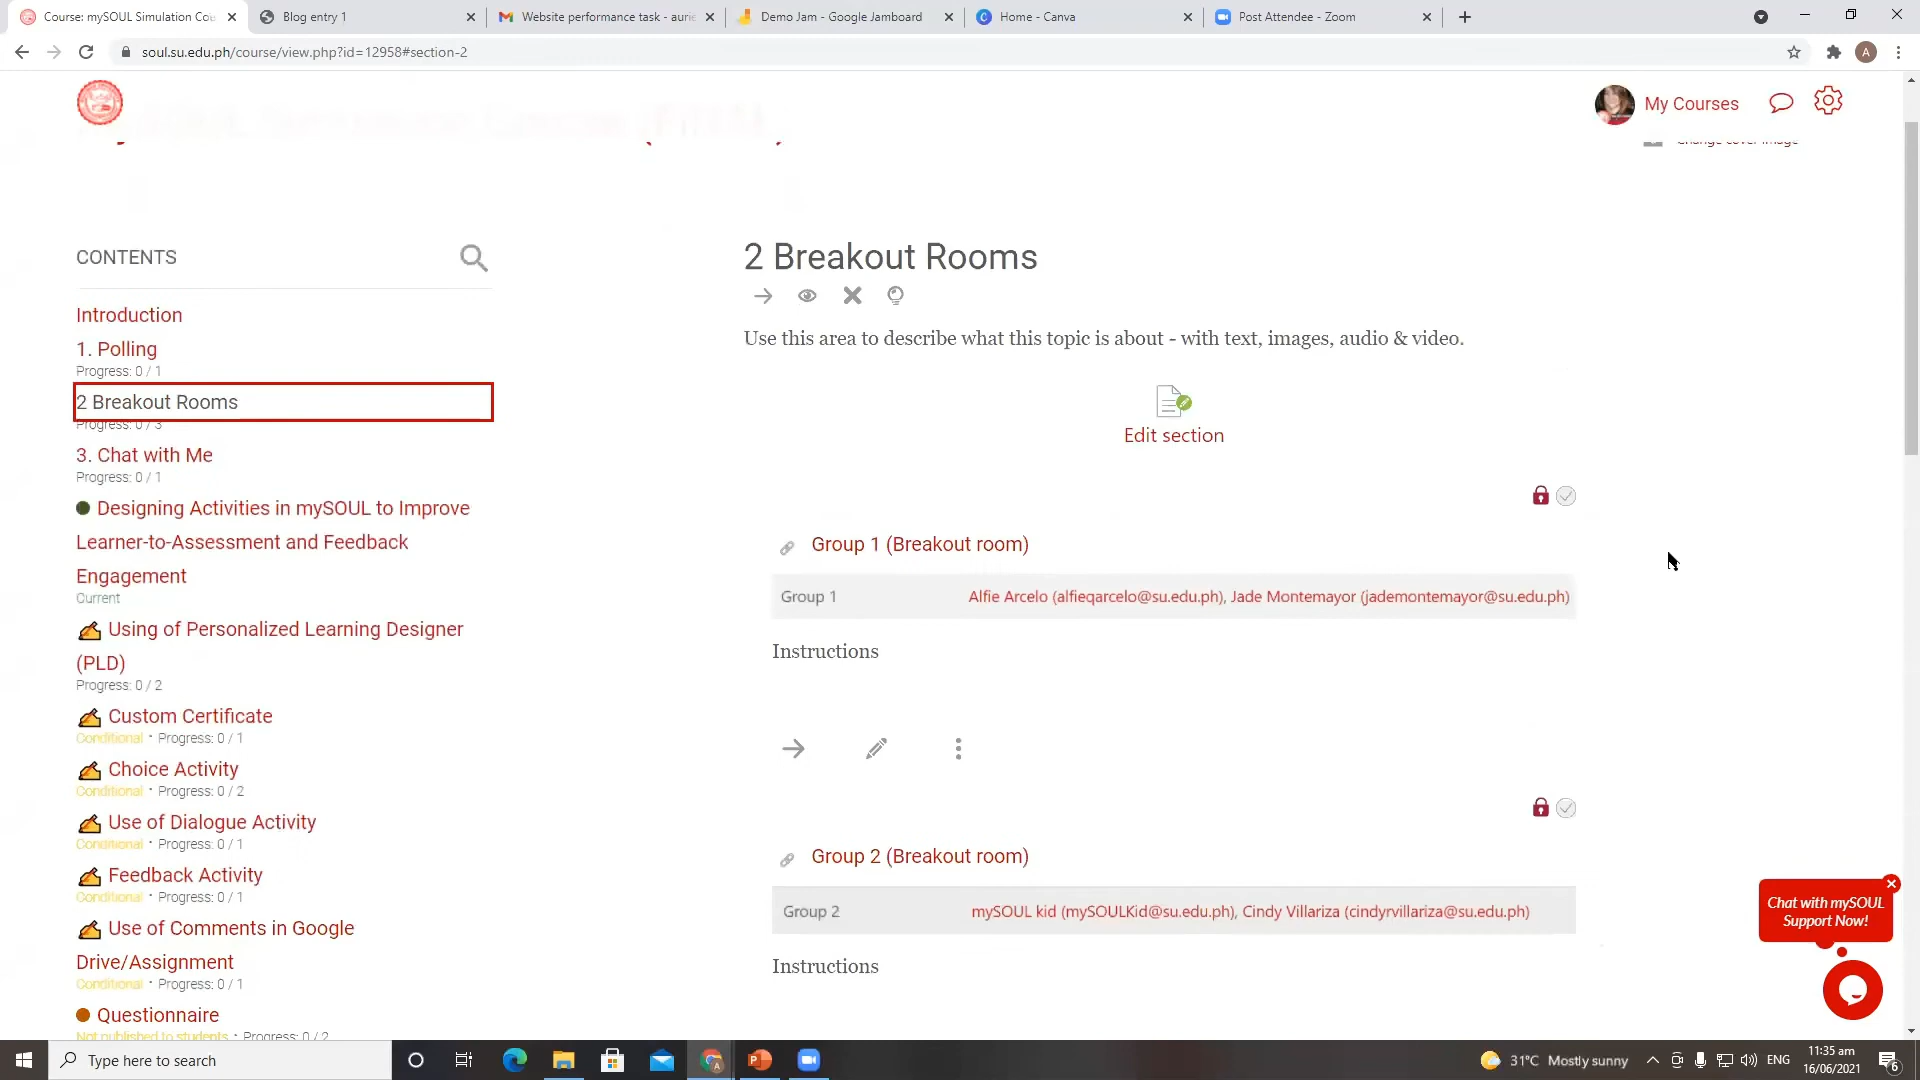 Course: mySOUL Simulation Cou
Blog entry 1
Website performance task - aurie
Demo Jam - Google Jamboard
Home - Canva
Post Attendee - Zoom
soul.su.edu.ph/course/view.php?id=12958#section-2
A
My Courses
Change cover image
CONTENTS
Introduction
1. Polling
Progress: 0 / 1
2 Breakout Rooms
Progress: 0 / 3
3. Chat with Me
Progress: 0 / 1
Designing Activities in mySOUL to Improve
Learner-to-Assessment and Feedback
Engagement
Current
Using of Personalized Learning Designer
(PLD)
Progress: 0 / 2
Custom Certificate
Conditional · Progress: 0 / 1
Choice Activity
Conditional · Progress: 0 / 2
Use of Dialogue Activity
Conditional · Progress: 0 / 1
Feedback Activity
Conditional · Progress: 0 / 1
Use of Comments in Google
Drive/Assignment
Conditional · Progress: 0 / 1
Questionnaire
Not published to students · Progress: 0 / 2
2 Breakout Rooms
Use this area to describe what this topic is about - with text, images, audio & video.
Edit section
Group 1 (Breakout room)
Group 1 Alfie Arcelo (alfieqarcelo@su.edu.ph), Jade Montemayor (jademontemayor@su.edu.ph)
Instructions
Group 2 (Breakout room)
Group 2 mySOUL kid (mySOULKid@su.edu.ph), Cindy Villariza (cindyrvillariza@su.edu.ph)
Instructions
Chat with mySOUL
Support Now!
Type here to search
31°C Mostly sunny
ENG
11:35 am
16/06/2021
6